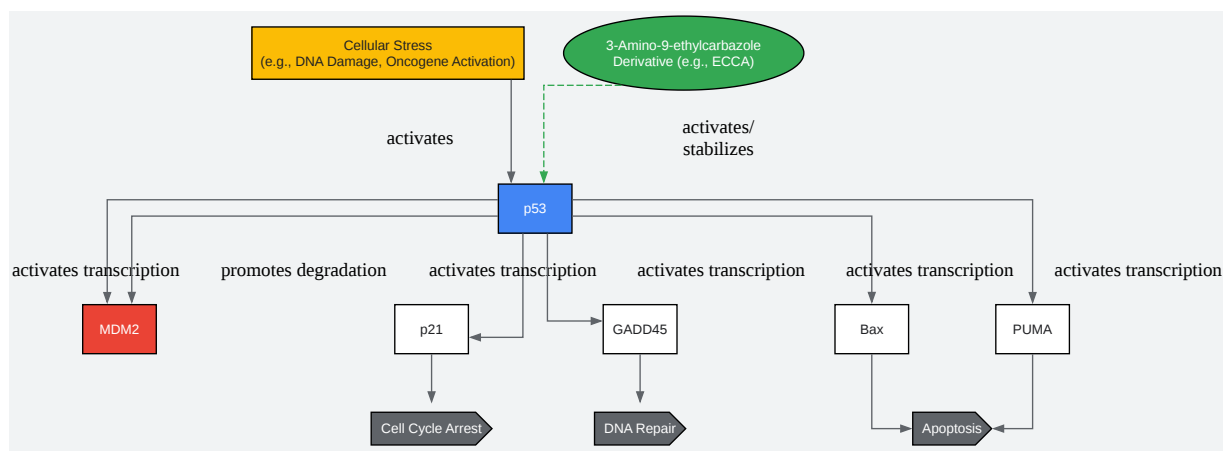 Cellular Stress
(e.g., DNA Damage, Oncogene Activation)
3-Amino-9-ethylcarbazole
Derivative (e.g., ECCA)
activates
activates/
stabilizes
p53
activates transcription
promotes degradation
activates transcription
activates transcription
activates transcription
activates transcription
MDM2
p21
GADD45
Bax
PUMA
Cell Cycle Arrest
DNA Repair
Apoptosis